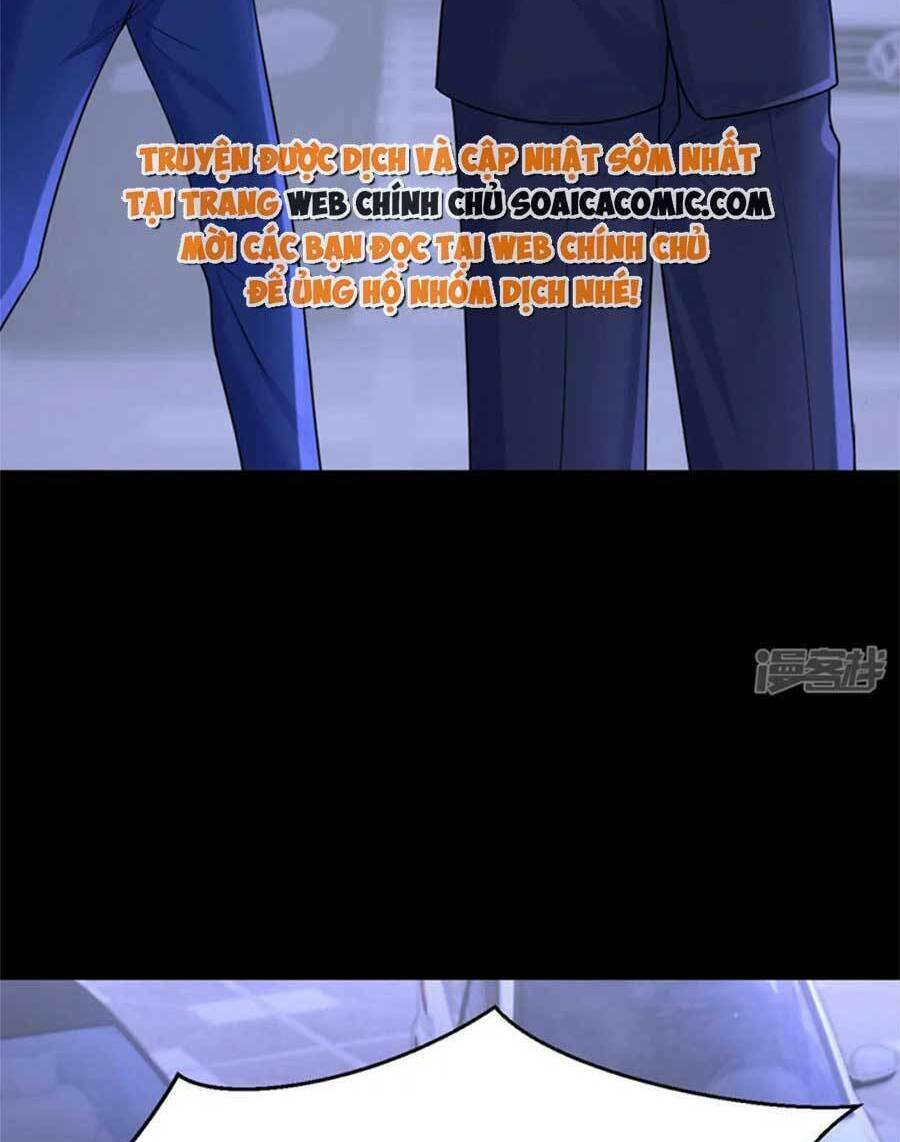 TRUYỆN ĐƯỢC DỊCH VÀ CẬP NHẬT SỚM NHẤT
TẠI TRANG WEB CHÍNH CHỦ SOAICACOMIC.COM
MỜI CÁC BẠN ĐỌC TẠI WEB CHÍNH CHỦ
ĐỂ ỦNG HỘ NHÓM DỊCH NHÉ!
漫客栈